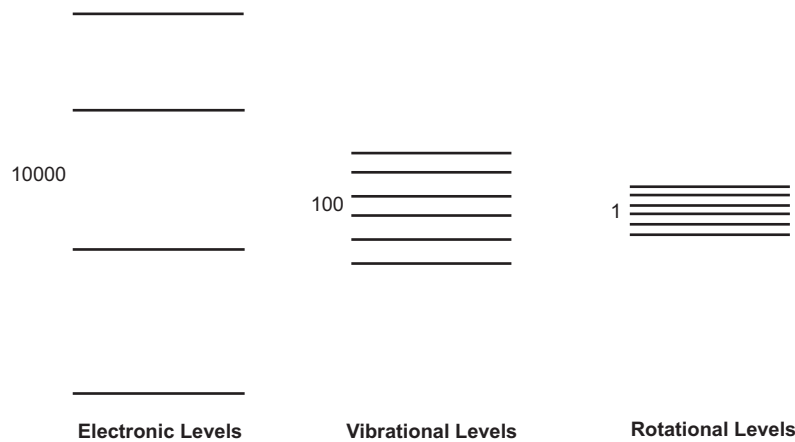 10000
100
1
Electronic Levels
Vibrational Levels
Rotational Levels